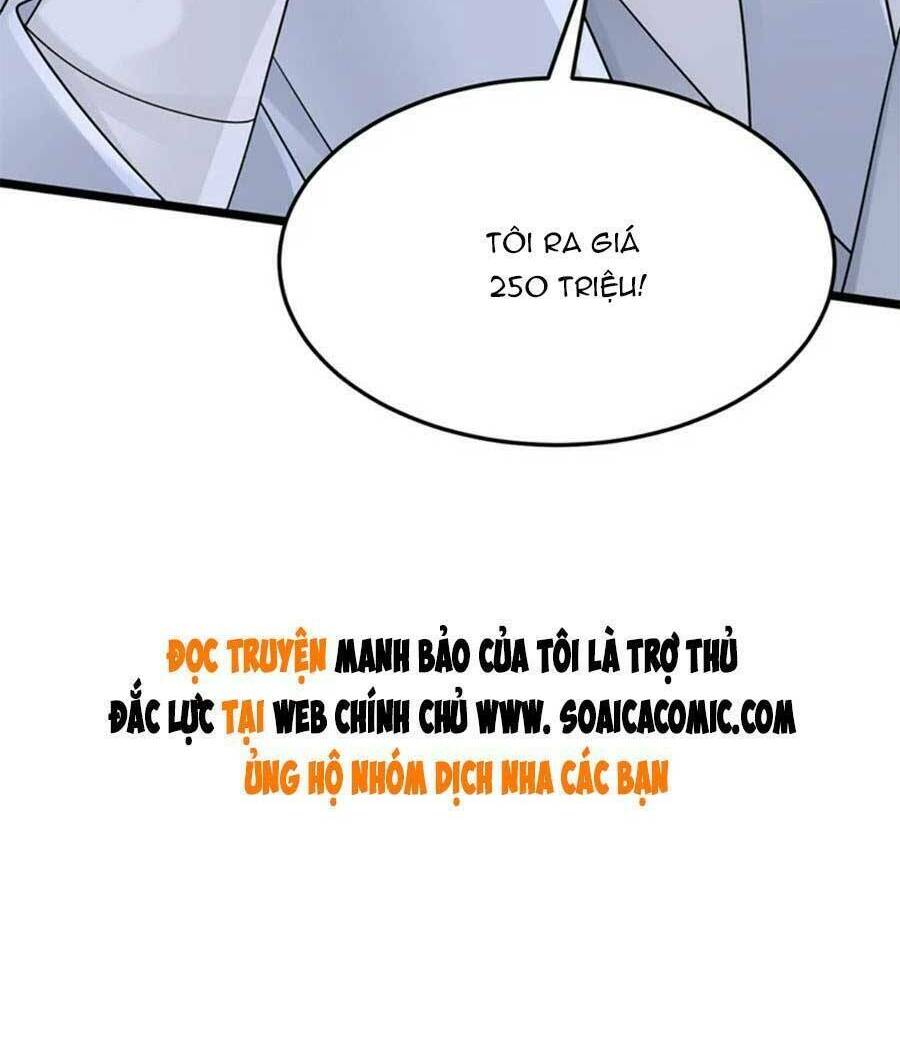 TÔI RA GIÁ
250 TRIỆU!
ĐỌC TRUYỆN MANH BẢO CỦA TÔI LÀ TRỢ THỦ
ĐẮC LỰC TẠI WEB CHÍNH CHỦ WWW. SOAICACOMIC.COM
ỦNG HỘ NHÓM DỊCH NHA CÁC BẠN